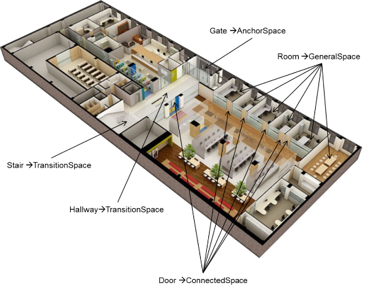 Gate →AnchorSpace
Room →GeneralSpace
Stair →TransitionSpace
Hallway→TransitionSpace
Door →ConnectedSpace